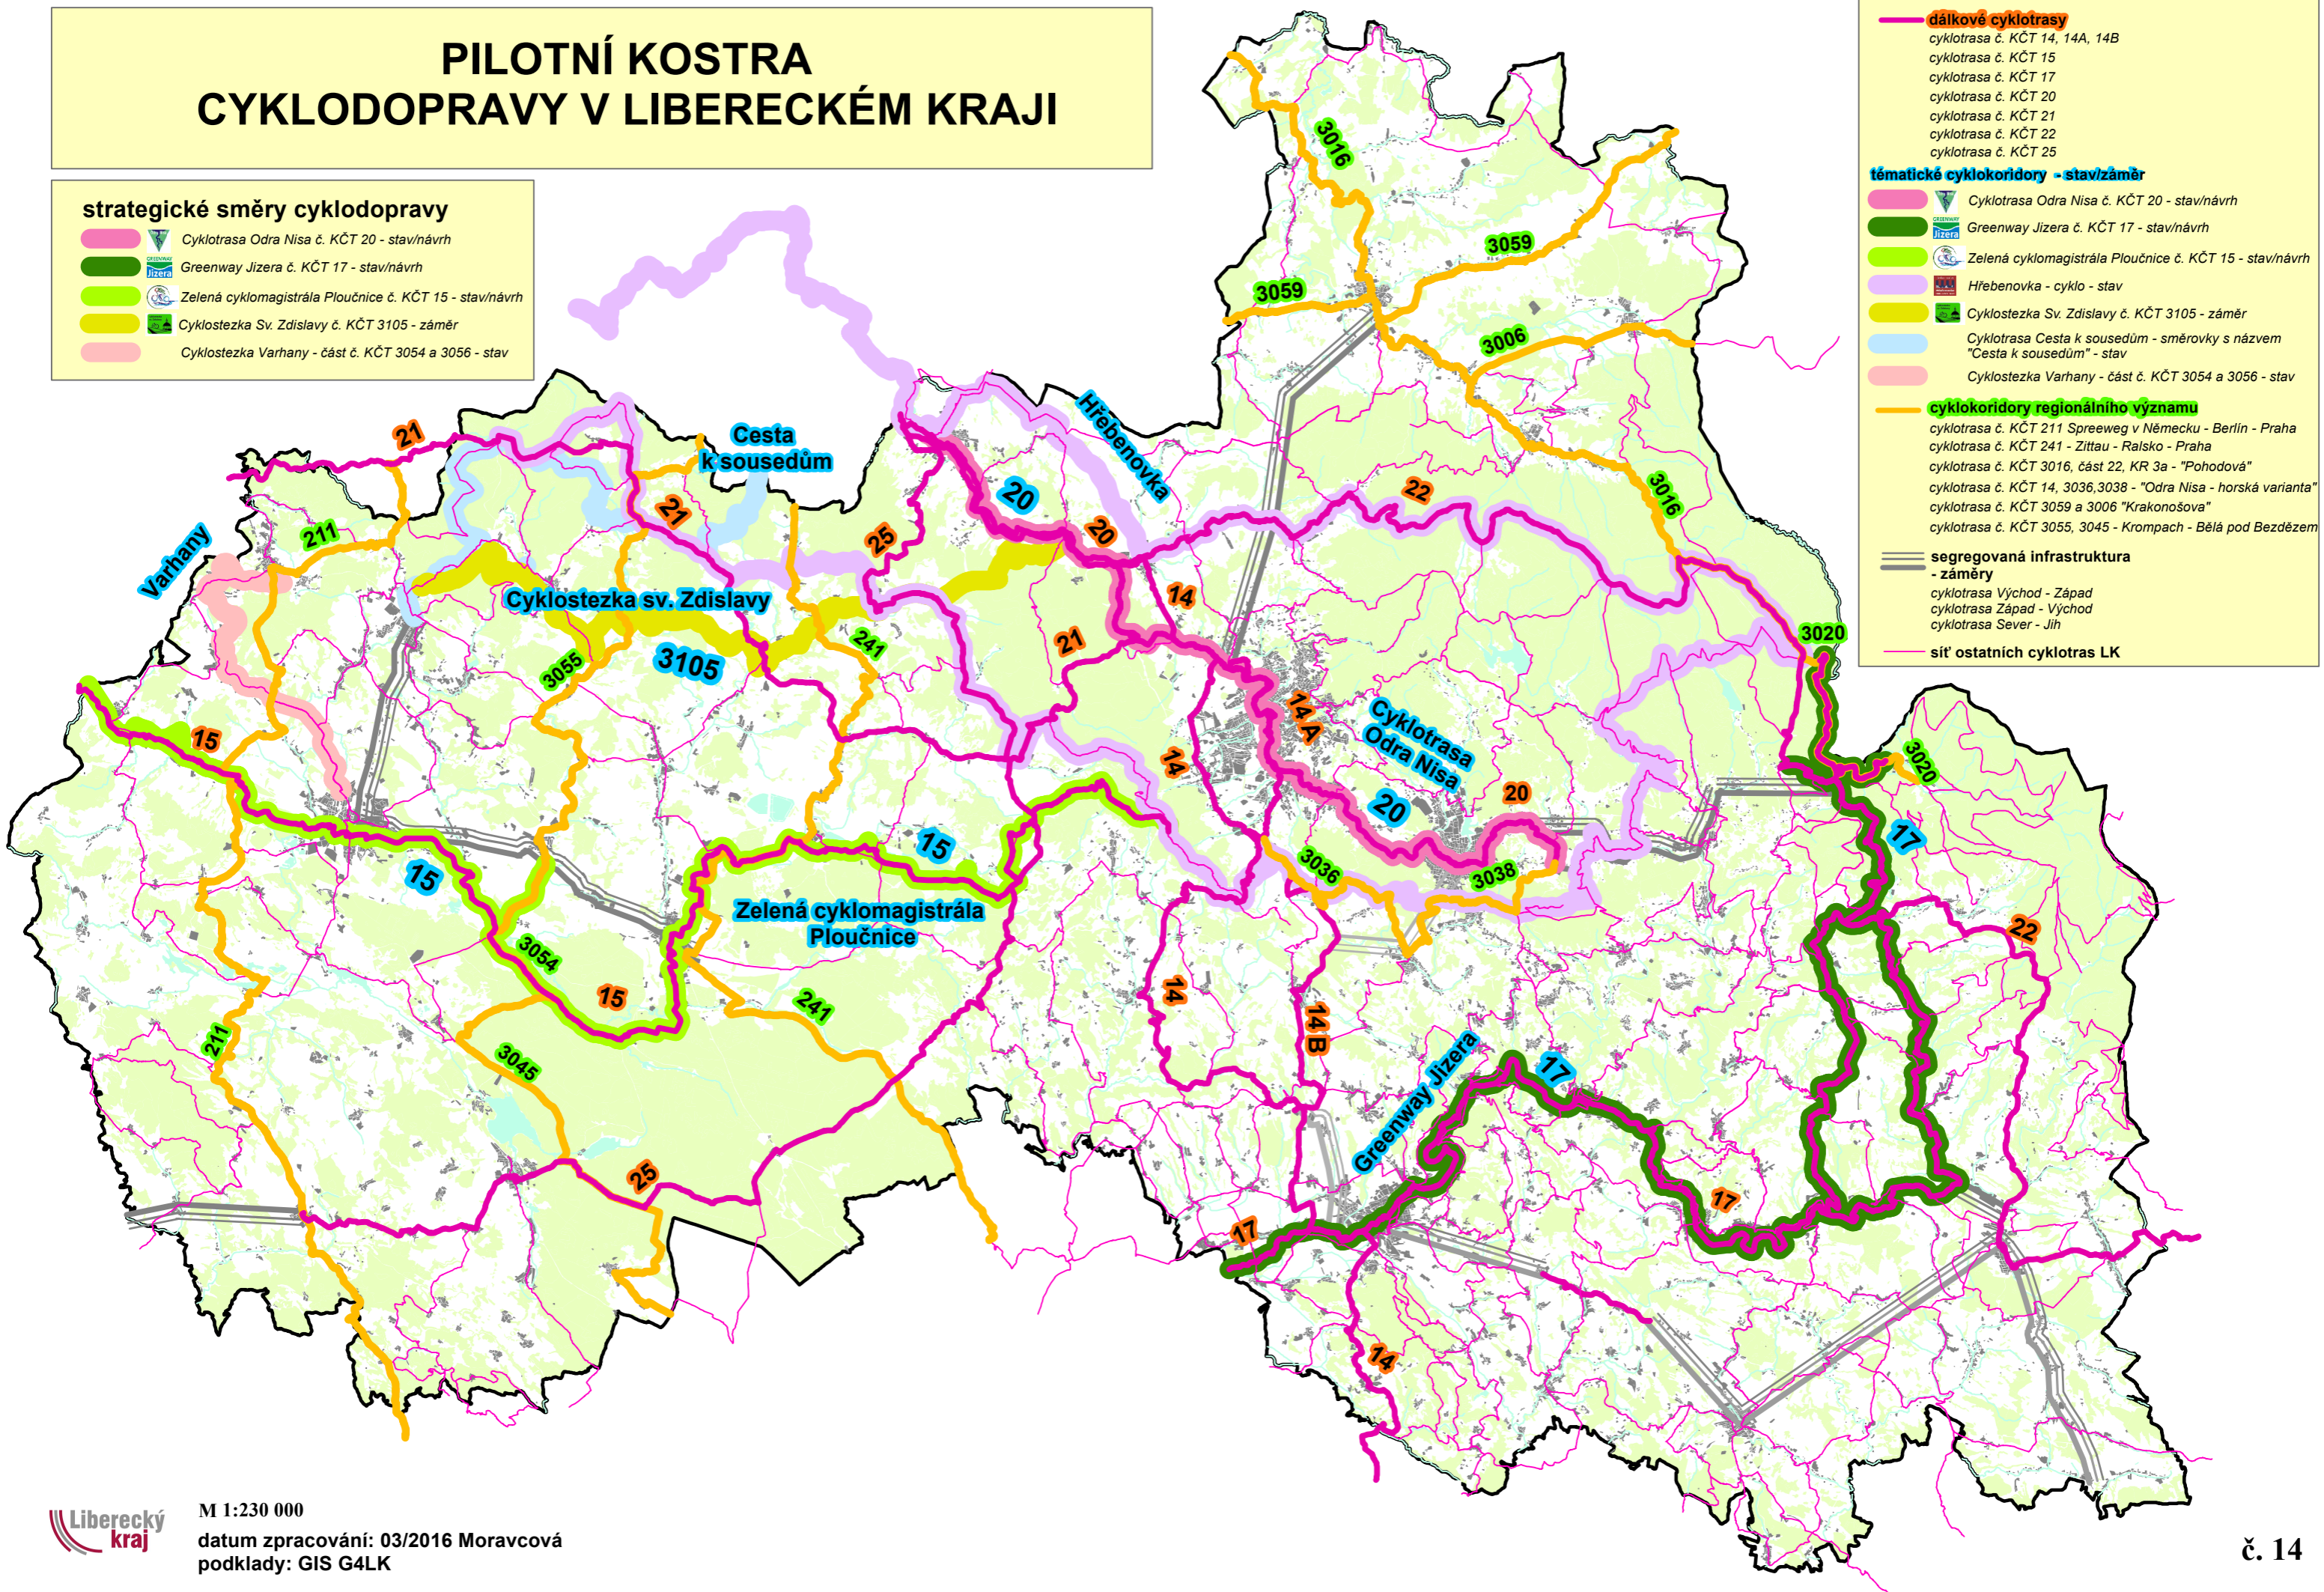 PILOTNÍ KOSTRA
CYKLODOPRAVY V LIBERECKÉM KRAJI
strategické směry cyklodopravy
Cyklotrasa Odra Nisa č. KČT 20 - stav/návrh
Greenway Jizera č. KČT 17 - stav/návrh
Zelená cyklomagistrála Ploučnice č. KČT 15 - stav/návrh
Cyklostezka Sv. Zdislavy č. KČT 3105 - záměr
Cyklostezka Varhany - část č. KČT 3054 a 3056 - stav
dálkové cyklotrasy
cyklotrasa č. KČT 14, 14A, 14B
cyklotrasa č. KČT 15
cyklotrasa č. KČT 17
cyklotrasa č. KČT 20
cyklotrasa č. KČT 21
cyklotrasa č. KČT 22
cyklotrasa č. KČT 25
tématické cyklokoridory - stav/záměr
Cyklotrasa Odra Nisa č. KČT 20 - stav/návrh
Greenway Jizera č. KČT 17 - stav/návrh
Zelená cyklomagistrála Ploučnice č. KČT 15 - stav/návrh
Hřebenovka - cyklo - stav
Cyklostezka Sv. Zdislavy č. KČT 3105 - záměr
Cyklotrasa Cesta k sousedům - směrovky s názvem
"Cesta k sousedům" - stav
Cyklostezka Varhany - část č. KČT 3054 a 3056 - stav
cyklokoridory regionálního významu
cyklotrasa č. KČT 211 Spreeweg v Německu - Berlín - Praha
cyklotrasa č. KČT 241 - Zittau - Ralsko - Praha
cyklotrasa č. KČT 3016, část 22, KR 3a - "Pohodová"
cyklotrasa č. KČT 14, 3036,3038 - "Odra Nisa - horská varianta"
cyklotrasa č. KČT 3059 a 3006 "Krakonošova"
cyklotrasa č. KČT 3055, 3045 - Krompach - Bělá pod Bezdězem
segregovaná infrastruktura
- záměry
cyklotrasa Východ - Západ
cyklotrasa Západ - Východ
cyklotrasa Sever - Jih
síť ostatních cyklotras LK
3016
3059
3059
3006
3016
21
Cesta
k sousedům
Hřebenovka
20
20
22
21
25
211
Varhany
Cyklostezka sv. Zdislavy
3105
3055
241
21
14
3020
3020
15
14A
14
Cyklotrasa
Odra Nisa
20
20
17
15
15
3036
3038
Zelená cyklomagistrála
Ploučnice
22
3054
15
241
14
14B
211
3045
Greenway Jizera
17
25
17
17
14
Liberecký
kraj
M 1:230 000
datum zpracování: 03/2016 Moravcová
podklady: GIS G4LK
č. 14